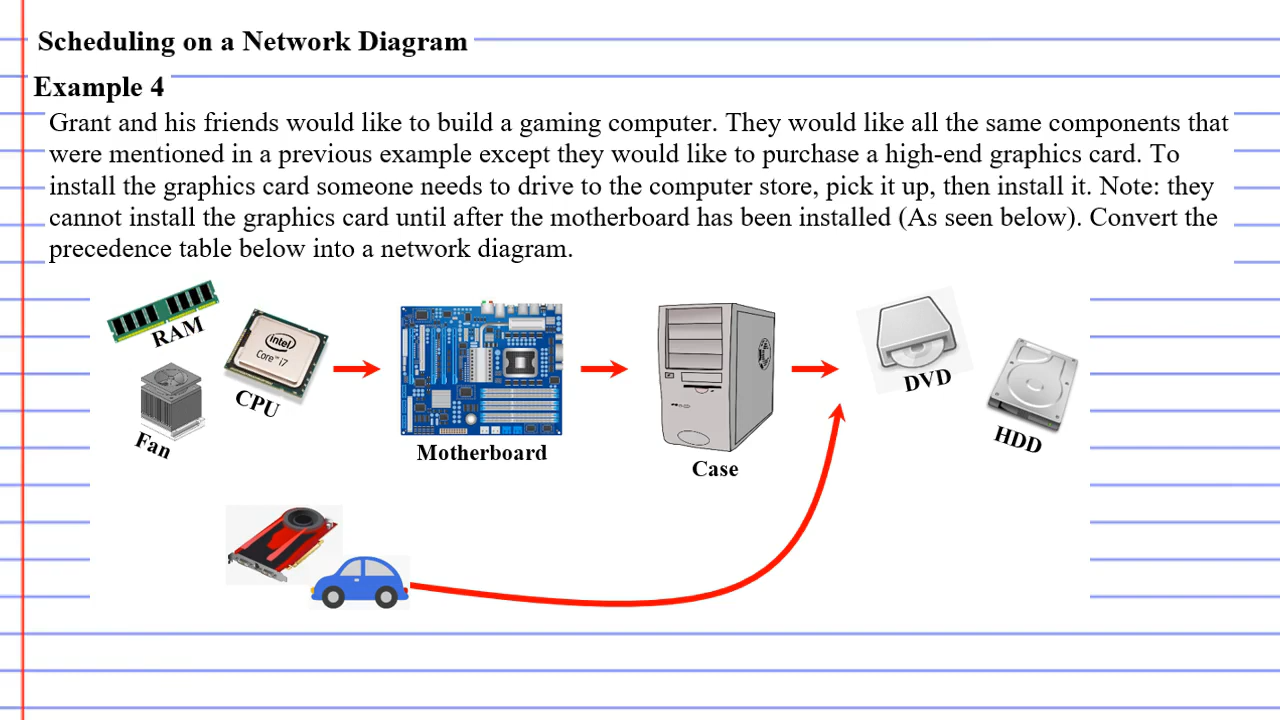 Scheduling on a Network Diagram
Example 4
Grant and his friends would like to build a gaming computer. They would like all the same components that
were mentioned in a previous example except they would like to purchase a high-end graphics card. To
install the graphics card someone needs to drive to the computer store, pick it up, then install it. Note: they
cannot install the graphics card until after the motherboard has been installed (As seen below). Convert the
precedence table below into a network diagram.
RAM
intel
Core i7
CPU
Fan
Motherboard
Case
DVD
HDD